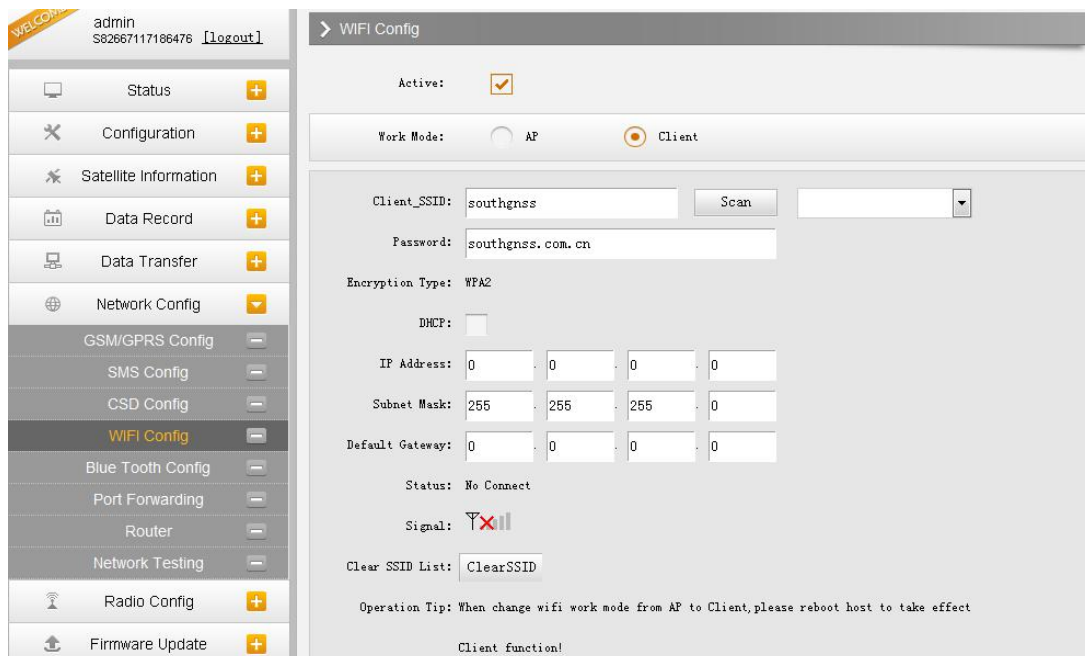 WELCOME
admin
S82667117186476 [logout]
Status
Configuration
Satellite Information
Data Record
Data Transfer
Network Config
GSM/GPRS Config
SMS Config
CSD Config
WIFI Config
Blue Tooth Config
Port Forwarding
Router
Network Testing
Radio Config
Firmware Update
WIFI Config
Active:
Work Mode: AP Client
Client_SSID: southgnss Scan
Password: southgnss.com.cn
Encryption Type: WPA2
DHCP:
IP Address: 0 . 0 . 0 . 0
Subnet Mask: 255 . 255 . 255 . 0
Default Gateway: 0 . 0 . 0 . 0
Status: No Connect
Signal:
Clear SSID List: ClearSSID
Operation Tip: When change wifi work mode from AP to Client,please reboot host to take effect
Client function!